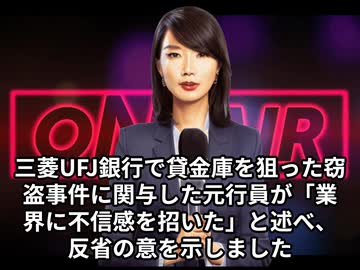 ON AIR
三菱UFJ銀行で貸金庫を狙った窃
盗事件に関与した元行員が「業
界に不信感を招いた」と述べ、
反省の意を示しました